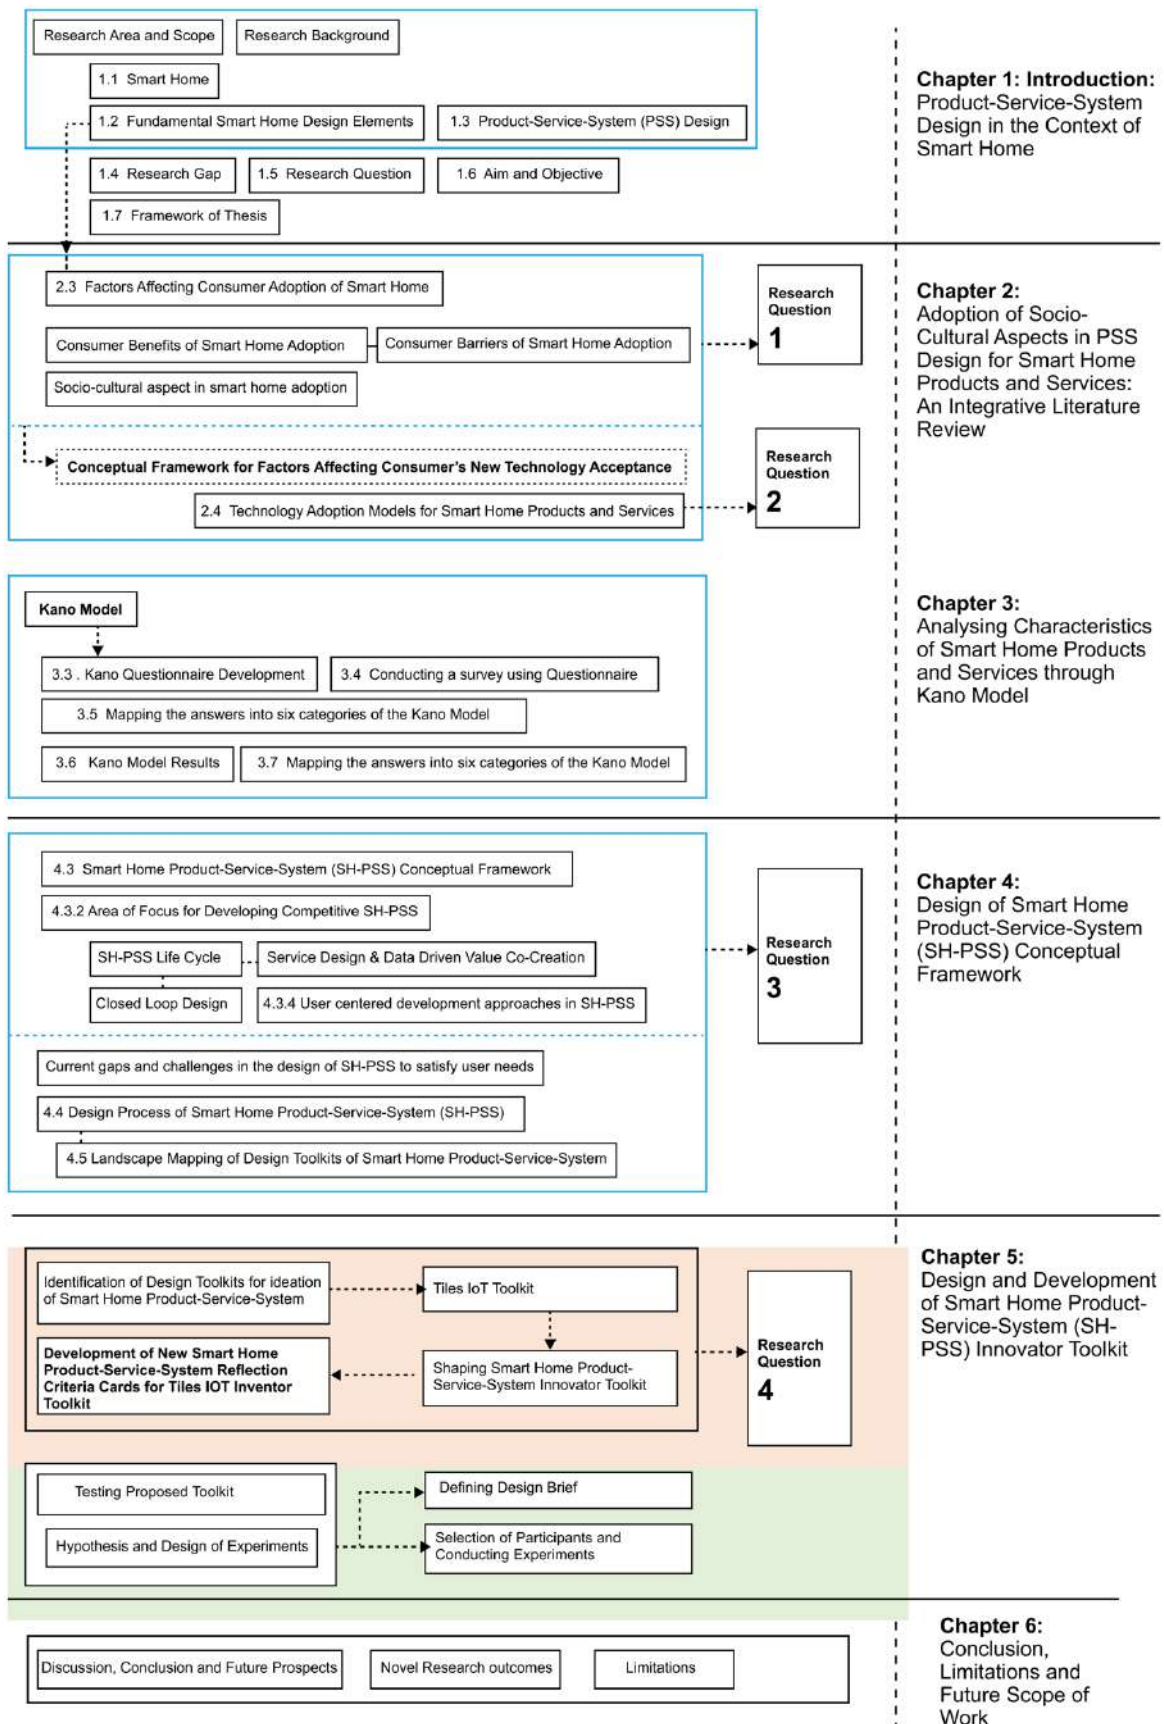 Research Area and Scope
Research Background
1.1 Smart Home
1.2 Fundamental Smart Home Design Elements
1.3 Product-Service-System (PSS) Design
1.4 Research Gap
1.5 Research Question
1.6 Aim and Objective
1.7 Framework of Thesis
Chapter 1: Introduction:
Product-Service-System
Design in the Context of
Smart Home
2.3 Factors Affecting Consumer Adoption of Smart Home
Consumer Benefits of Smart Home Adoption
Consumer Barriers of Smart Home Adoption
Socio-cultural aspect in smart home adoption
Research
Question
1
Conceptual Framework for Factors Affecting Consumer's New Technology Acceptance
2.4 Technology Adoption Models for Smart Home Products and Services
Research
Question
2
Chapter 2:
Adoption of Socio-
Cultural Aspects in PSS
Design for Smart Home
Products and Services:
An Integrative Literature
Review
Kano Model
3.3 . Kano Questionnaire Development
3.4 Conducting a survey using Questionnaire
3.5 Mapping the answers into six categories of the Kano Model
3.6 Kano Model Results
3.7 Mapping the answers into six categories of the Kano Model
Chapter 3:
Analysing Characteristics
of Smart Home Products
and Services through
Kano Model
4.3 Smart Home Product-Service-System (SH-PSS) Conceptual Framework
4.3.2 Area of Focus for Developing Competitive SH-PSS
SH-PSS Life Cycle
Service Design & Data Driven Value Co-Creation
Closed Loop Design
4.3.4 User centered development approaches in SH-PSS
Research
Question
3
Current gaps and challenges in the design of SH-PSS to satisfy user needs
4.4 Design Process of Smart Home Product-Service-System (SH-PSS)
4.5 Landscape Mapping of Design Toolkits of Smart Home Product-Service-System
Chapter 4:
Design of Smart Home
Product-Service-System
(SH-PSS) Conceptual
Framework
Identification of Design Toolkits for ideation
of Smart Home Product-Service-System
Tiles IoT Toolkit
Development of New Smart Home
Product-Service-System Reflection
Criteria Cards for Tiles IOT Inventor
Toolkit
Shaping Smart Home Product-
Service-System Innovator Toolkit
Research
Question
4
Chapter 5:
Design and Development
of Smart Home Product-
Service-System (SH-
PSS) Innovator Toolkit
Testing Proposed Toolkit
Hypothesis and Design of Experiments
Defining Design Brief
Selection of Participants and
Conducting Experiments
Discussion, Conclusion and Future Prospects
Novel Research outcomes
Limitations
Chapter 6:
Conclusion,
Limitations and
Future Scope of
Work